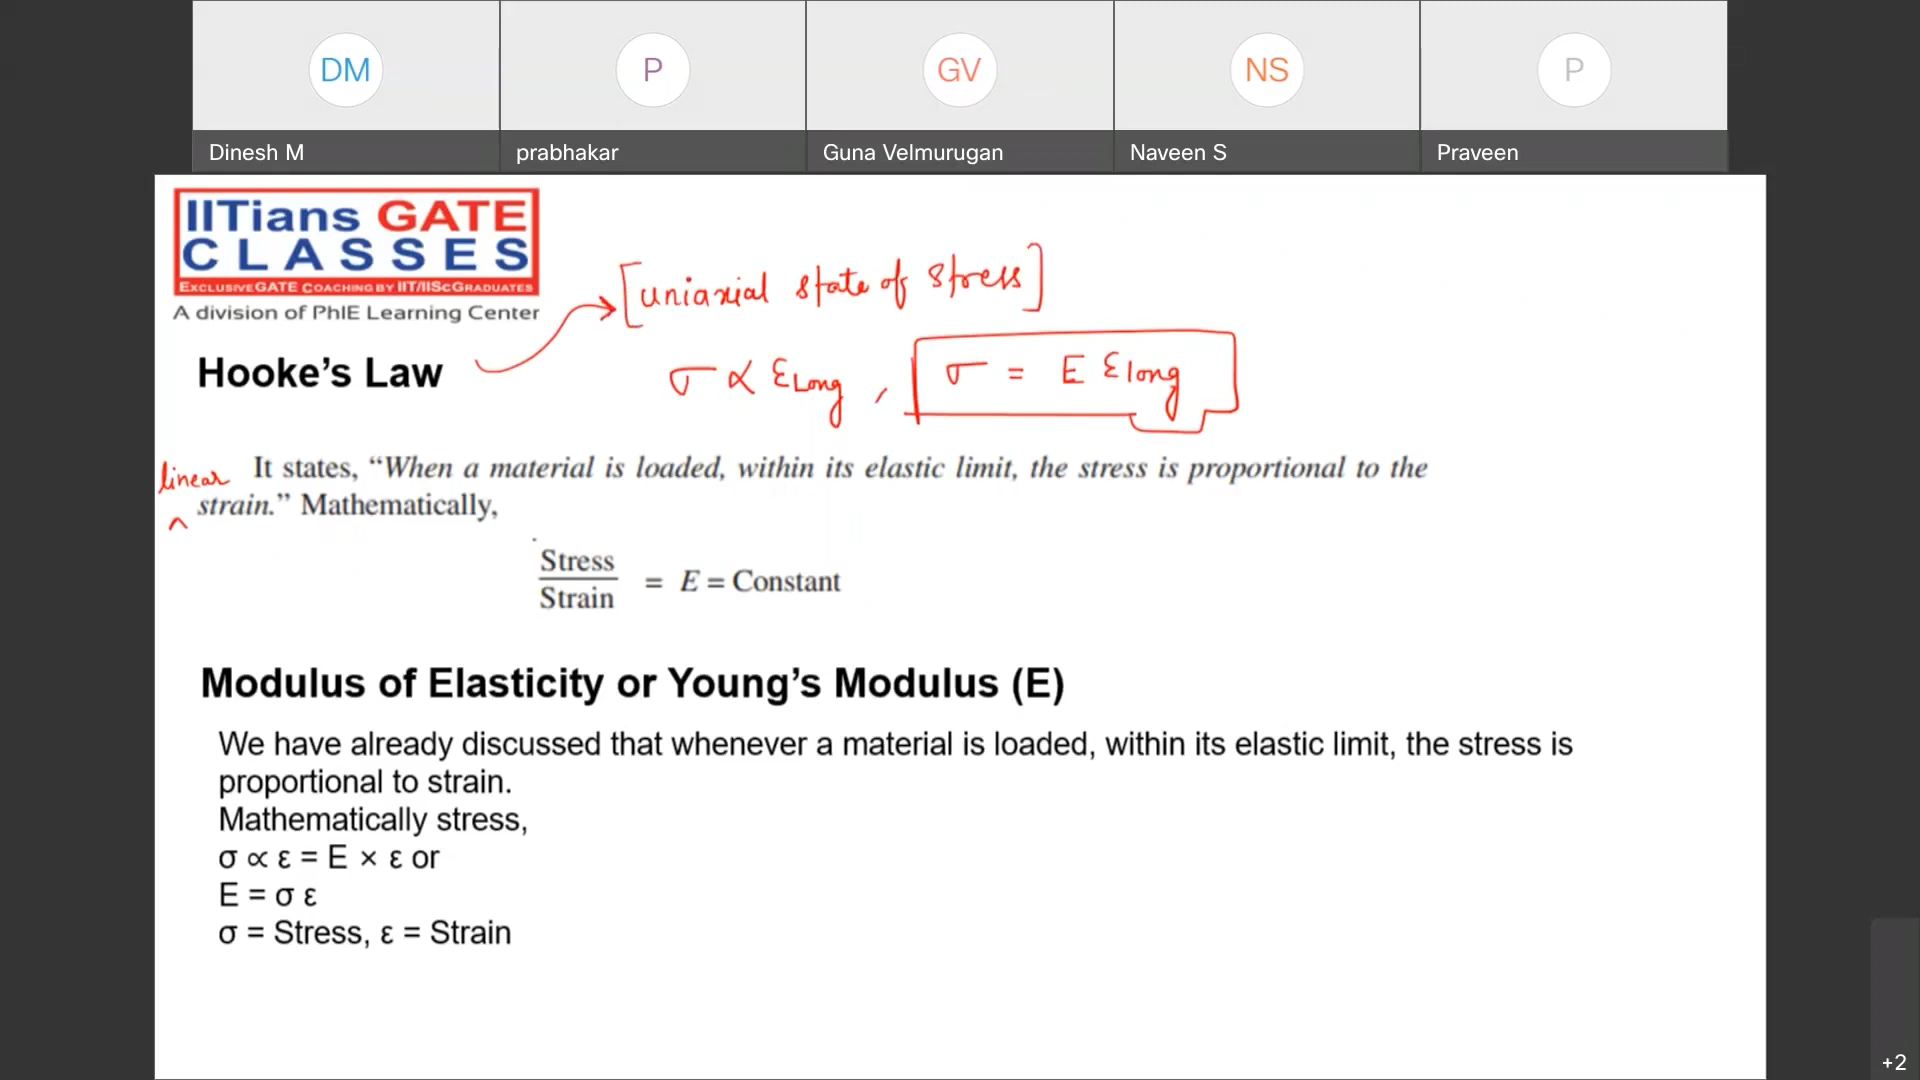 DM
P
GV
NS
P
Dinesh M
prabhakar
Guna Velmurugan
Naveen S
Praveen
IITians GATE
CLASSES
EXCLUSIVE GATE COACHING BY IIT/IISc GRADUATES
A division of PhIE Learning Center
[uniaxial state of stress]
Hooke's Law
σ ∝ ε Long , σ = E ε long
linear
It states, “When a material is loaded, within its elastic limit, the stress is proportional to the
^ strain.” Mathematically,
Stress
Strain
= E = Constant
Modulus of Elasticity or Young's Modulus (E)
We have already discussed that whenever a material is loaded, within its elastic limit, the stress is
proportional to strain.
Mathematically stress,
σ ∝ ε = E × ε or
E = σ ε
σ = Stress, ε = Strain
+2